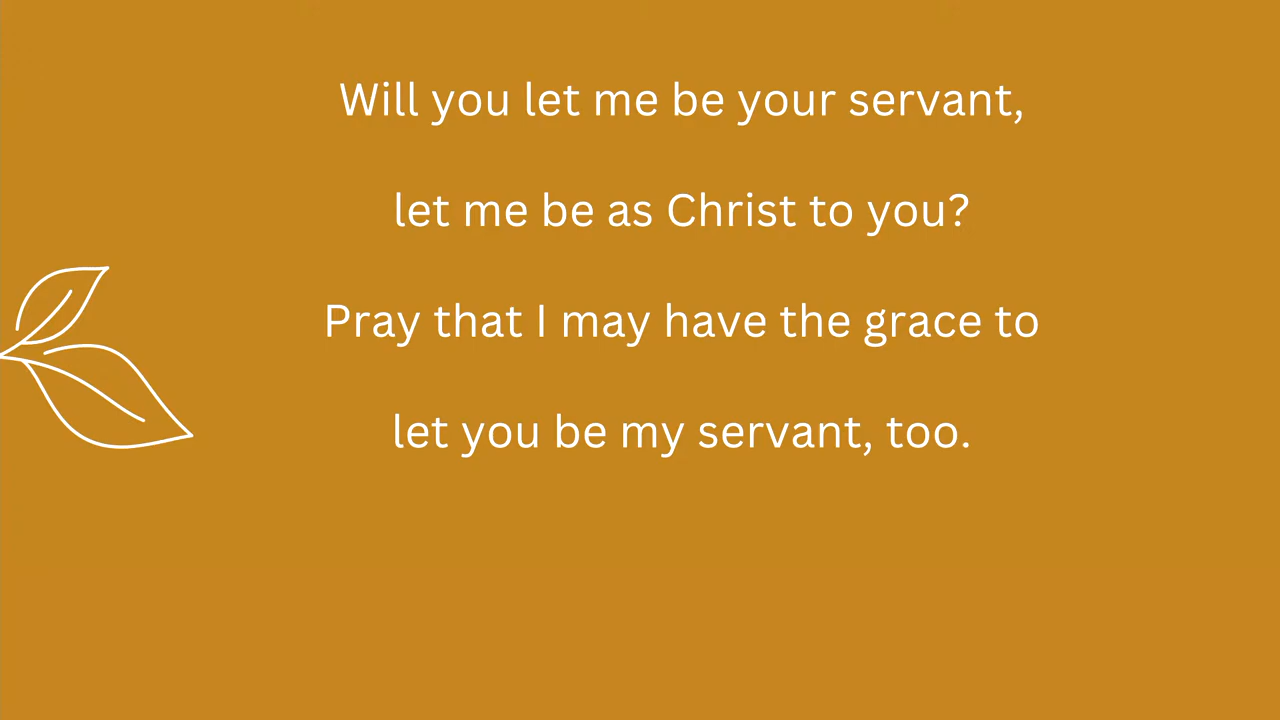 Will you let me be your servant,
let me be as Christ to you?
Pray that I may have the grace to
let you be my servant, too.